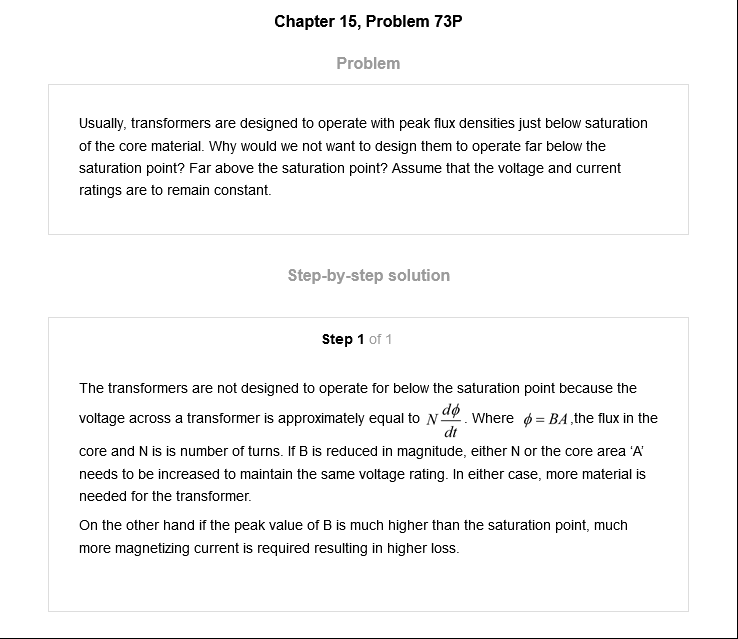 Chapter 15, Problem 73P
Problem
Usually, transformers are designed to operate with peak flux densities just below saturation
of the core material. Why would we not want to design them to operate far below the
saturation point? Far above the saturation point? Assume that the voltage and current
ratings are to remain constant.
Step-by-step solution
Step 1 of 1
The transformers are not designed to operate for below the saturation point because the
voltage across a transformer is approximately equal to N dϕ/dt. Where ϕ = BA,the flux in the
core and N is is number of turns. If B is reduced in magnitude, either N or the core area ‘A’
needs to be increased to maintain the same voltage rating. In either case, more material is
needed for the transformer.
On the other hand if the peak value of B is much higher than the saturation point, much
more magnetizing current is required resulting in higher loss.